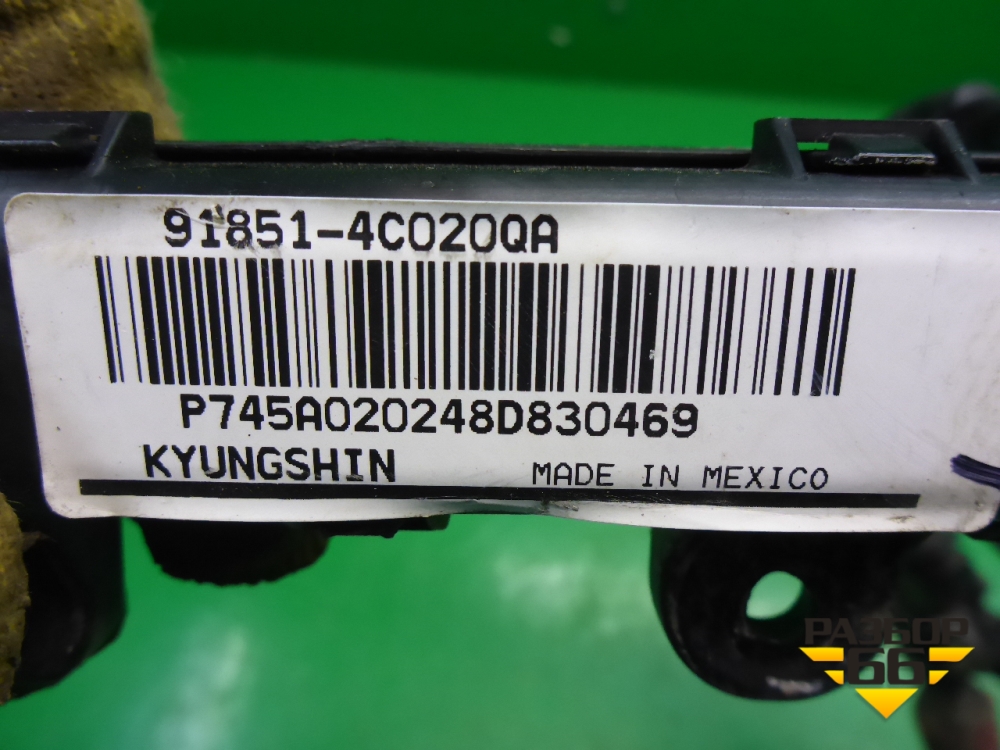 91851-4C020QA
P745A020248D830469
KYUNGSHIN MADE IN MEXICO
РАЗБОР
66